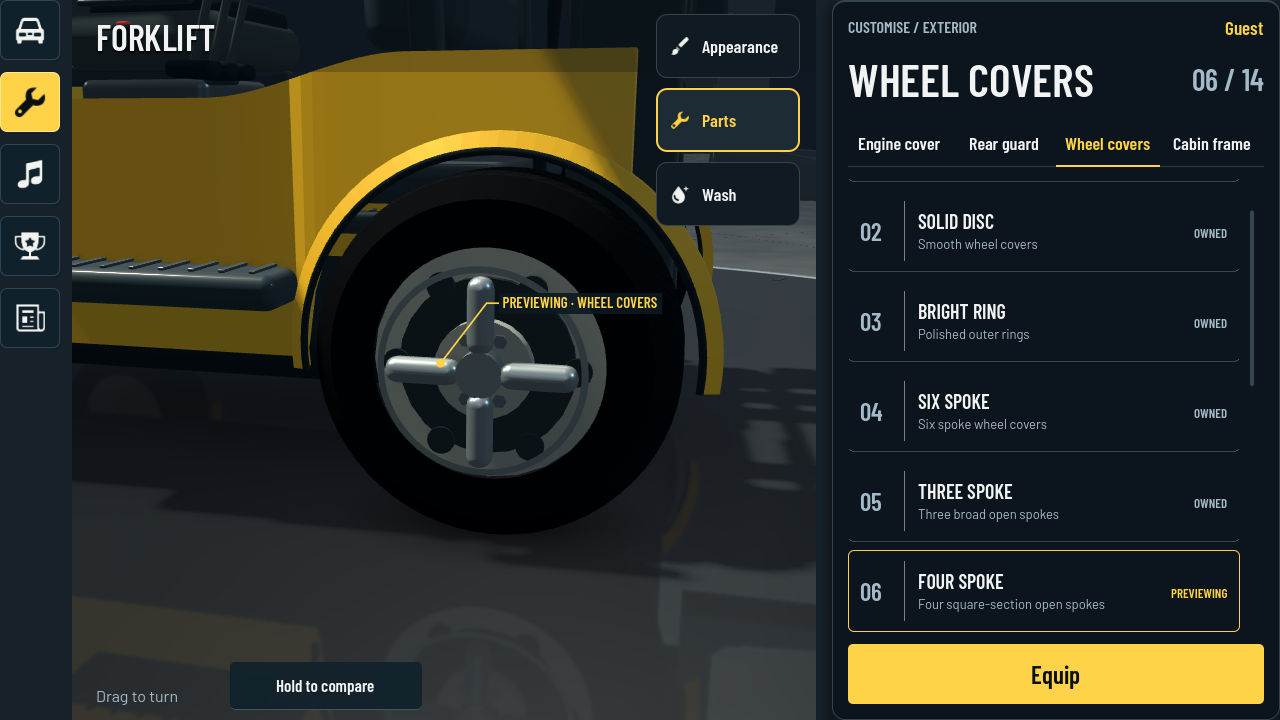 FORKLIFT
Appearance
Parts
Wash
PREVIEWING · WHEEL COVERS
Drag to turn
Hold to compare
CUSTOMISE / EXTERIOR
Guest
WHEEL COVERS
06 / 14
Engine cover
Rear guard
Wheel covers
Cabin frame
02
SOLID DISC
Smooth wheel covers
OWNED
03
BRIGHT RING
Polished outer rings
OWNED
04
SIX SPOKE
Six spoke wheel covers
OWNED
05
THREE SPOKE
Three broad open spokes
OWNED
06
FOUR SPOKE
Four square-section open spokes
PREVIEWING
Equip